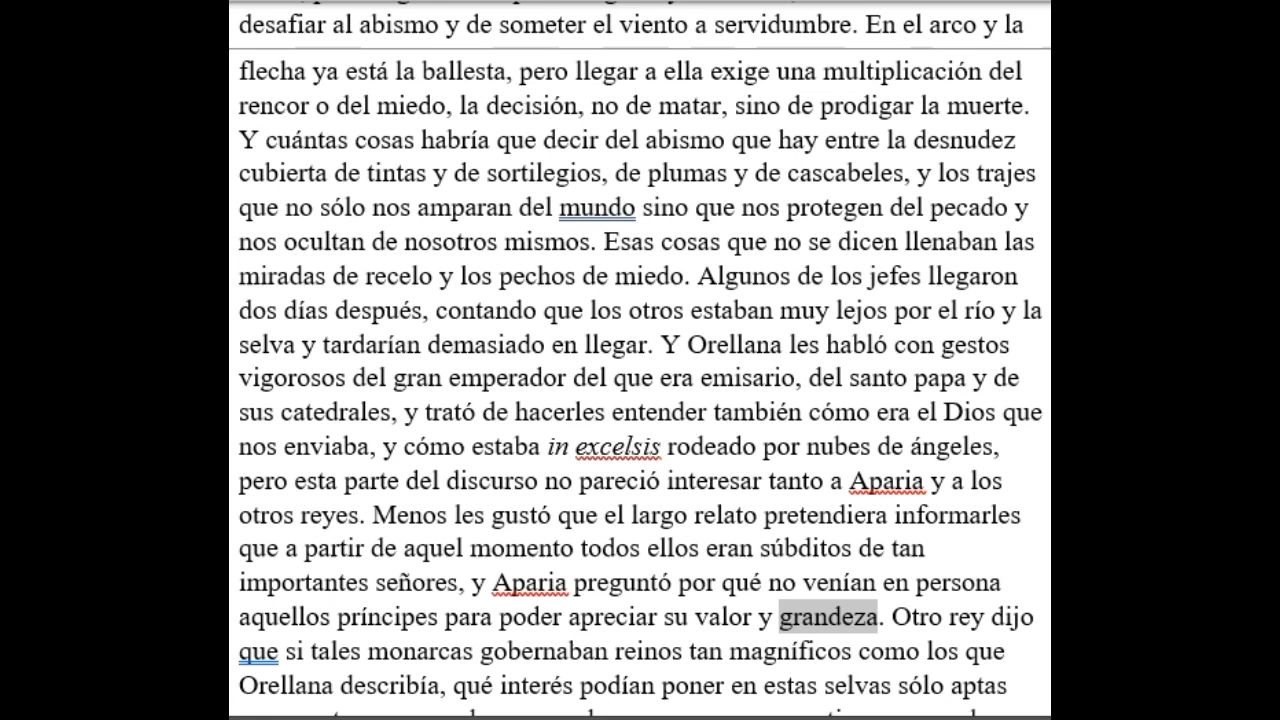 desafiar al abismo y de someter el viento a servidumbre. En el arco y la
flecha ya está la ballesta, pero llegar a ella exige una multiplicación del
rencor o del miedo, la decisión, no de matar, sino de prodigar la muerte.
Y cuántas cosas habría que decir del abismo que hay entre la desnudez
cubierta de tintas y de sortilegios, de plumas y de cascabeles, y los trajes
que no sólo nos amparan del mundo sino que nos protegen del pecado y
nos ocultan de nosotros mismos. Esas cosas que no se dicen llenaban las
miradas de recelo y los pechos de miedo. Algunos de los jefes llegaron
dos días después, contando que los otros estaban muy lejos por el río y la
selva y tardarían demasiado en llegar. Y Orellana les habló con gestos
vigorosos del gran emperador del que era emisario, del santo papa y de
sus catedrales, y trató de hacerles entender también cómo era el Dios que
nos enviaba, y cómo estaba in excelsis rodeado por nubes de ángeles,
pero esta parte del discurso no pareció interesar tanto a Aparia y a los
otros reyes. Menos les gustó que el largo relato pretendiera informarles
que a partir de aquel momento todos ellos eran súbditos de tan
importantes señores, y Aparia preguntó por qué no venían en persona
aquellos príncipes para poder apreciar su valor y grandeza. Otro rey dijo
que si tales monarcas gobernaban reinos tan magníficos como los que
Orellana describía, qué interés podían poner en estas selvas sólo aptas